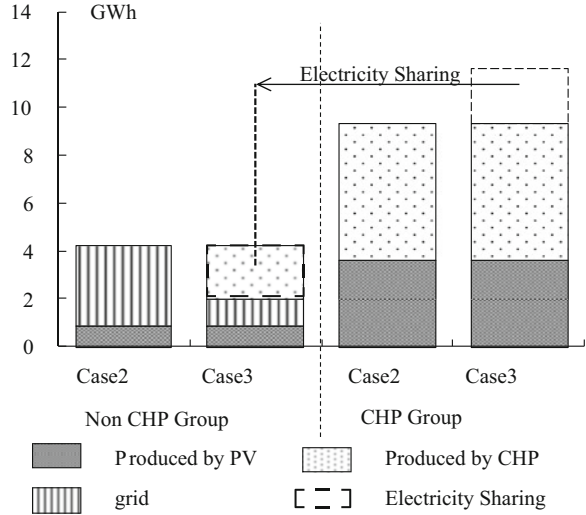 GWh
14
12
10
8
6
4
2
0
Electricity Sharing
Case2 Case3 Case2 Case3
Non CHP Group CHP Group
Produced by PV Produced by CHP
grid Electricity Sharing